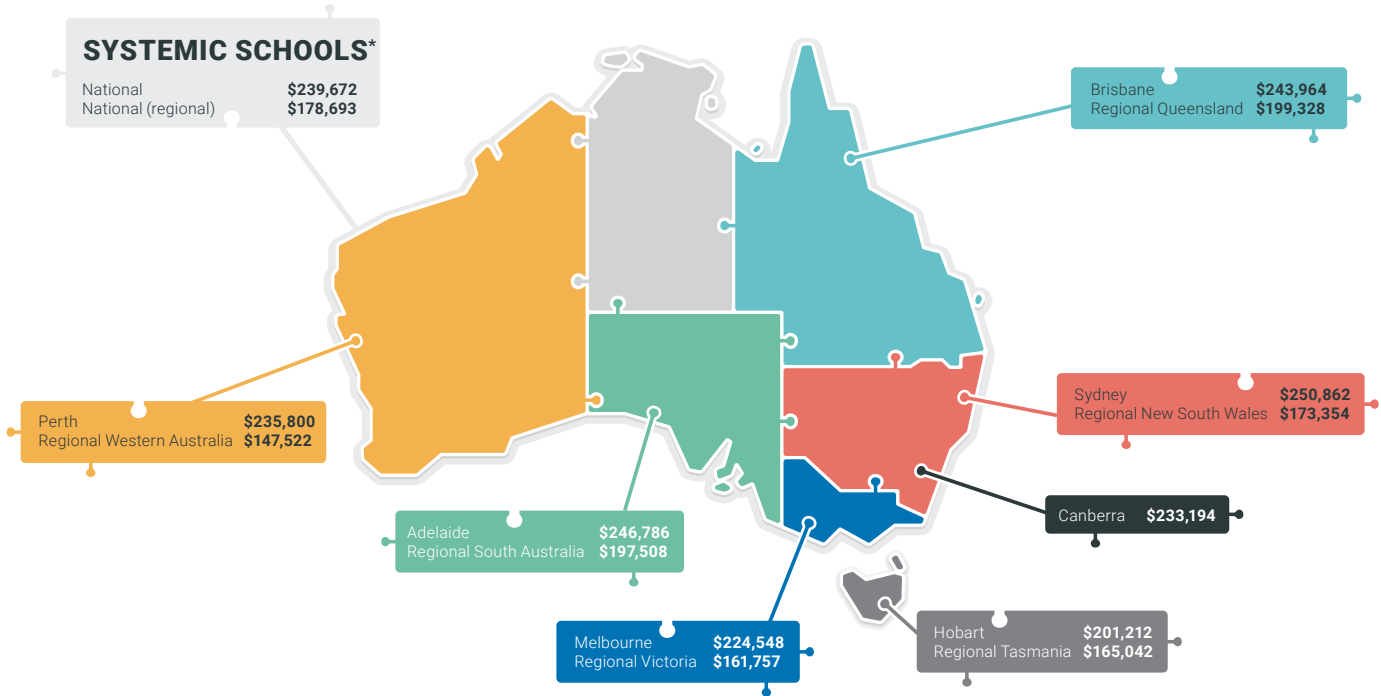 SYSTEMIC SCHOOLS*
National $239,672
National (regional) $178,693
Brisbane $243,964
Regional Queensland $199,328
Perth $235,800
Regional Western Australia $147,522
Sydney $250,862
Regional New South Wales $173,354
Canberra $233,194
Adelaide $246,786
Regional South Australia $197,508
Melbourne $224,548
Regional Victoria $161,757
Hobart $201,212
Regional Tasmania $165,042